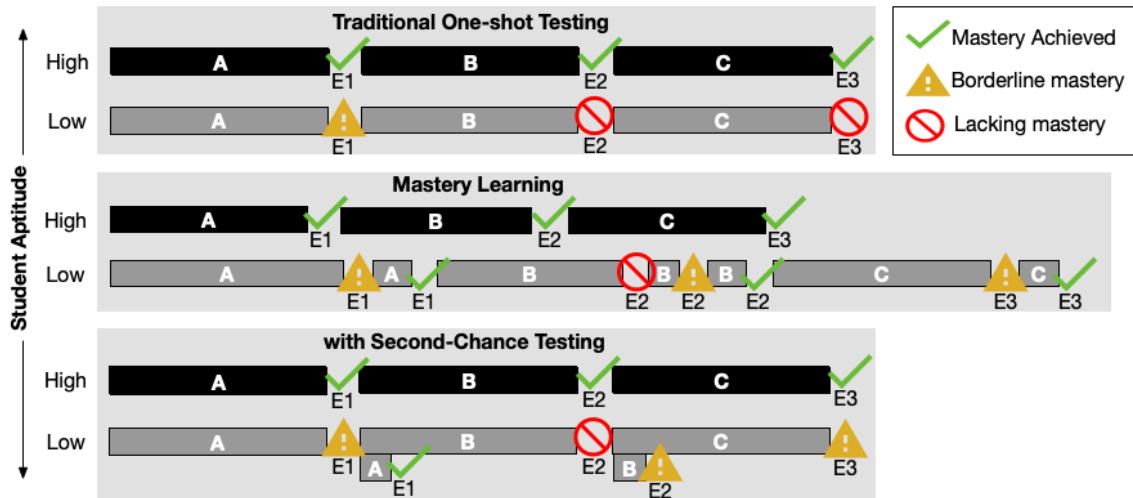 Traditional One-shot Testing
High
A
E1
B
E2
C
E3
Low
A
E1
B
E2
C
E3
Mastery Achieved
Borderline mastery
Lacking mastery
Student Aptitude
Mastery Learning
High
A
E1
B
E2
C
E3
Low
A
E1
A
E1
B
E2
B
E2
B
E2
C
E3
C
E3
with Second-Chance Testing
High
A
E1
B
E2
C
E3
Low
A
E1
B
E2
C
E3
A
E1
B
E2